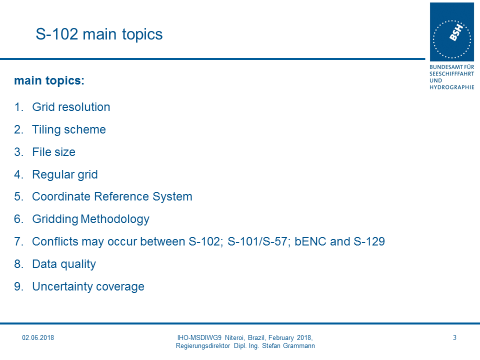 S-102 main topics
BSH
BUNDESAMT FÜR
SEESCHIFFFAHRT
UND
HYDROGRAPHIE
main topics:
1. Grid resolution
2. Tiling scheme
3. File size
4. Regular grid
5. Coordinate Reference System
6. Gridding Methodology
7. Conflicts may occur between S-102; S-101/S-57; bENC and S-129
8. Data quality
9. Uncertainty coverage
02.06.2018
IHO-MSDIWG9 Niteroi, Brazil, February 2018,
Regierungsdirektor Dipl. Ing. Stefan Grammann
3